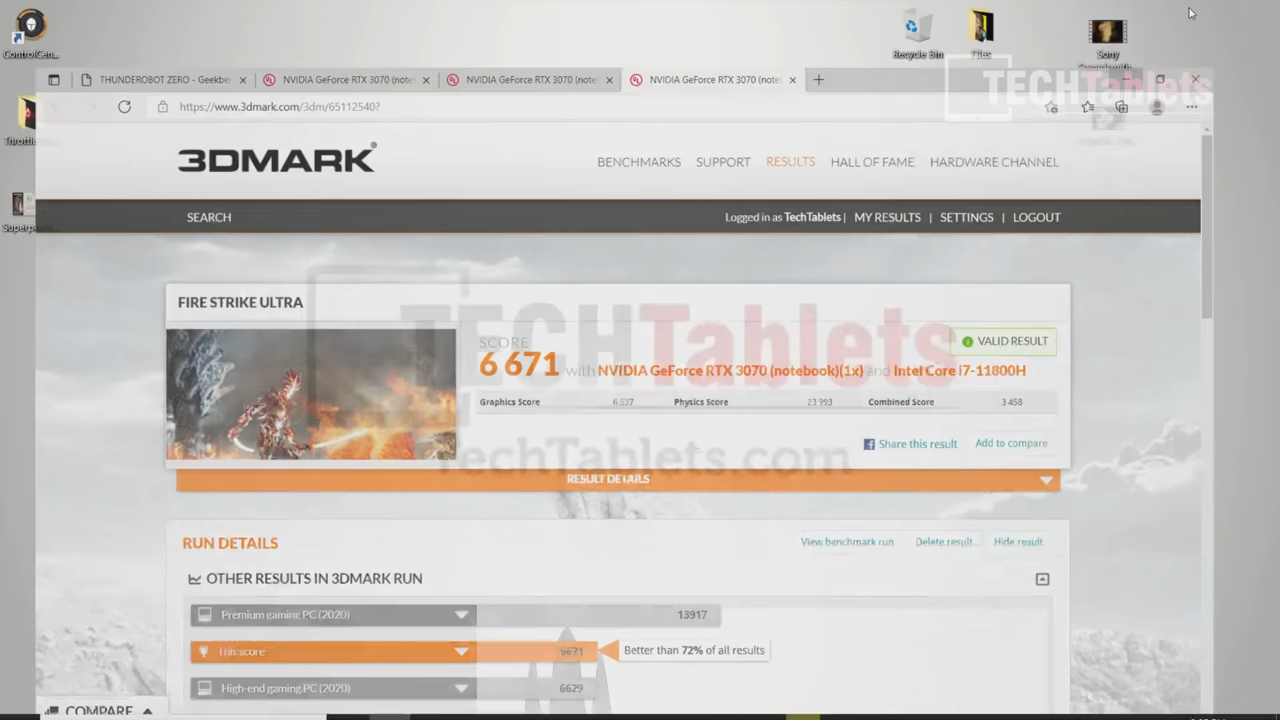 ControlCen...
Recycle Bin
Files
Sony
TECHTablets
THUNDEROBOT ZERO - Geekber
NVIDIA GeForce RTX 3070 (note
NVIDIA GeForce RTX 3070 (note
NVIDIA GeForce RTX 3070 (note
https://www.3dmark.com/3dm/65112540?
Throttle
3DMARK®
BENCHMARKS SUPPORT RESULTS HALL OF FAME HARDWARE CHANNEL
Superp
SEARCH
Logged in as TechTablets | MY RESULTS | SETTINGS | LOGOUT
FIRE STRIKE ULTRA
TECHTablets
VALID RESULT
SCORE
6 671 with NVIDIA GeForce RTX 3070 (notebook)(1x) and Intel Core i7-11800H
Graphics Score 6 537 Physics Score 23 993 Combined Score 3 458
Share this result Add to compare
TechTablets.com
RESULT DETAILS
RUN DETAILS
View benchmark run Delete result... Hide result
OTHER RESULTS IN 3DMARK RUN
Premium gaming PC (2020) 13917
This score 6671 Better than 72% of all results
High-end gaming PC (2020) 6629
COMPARE